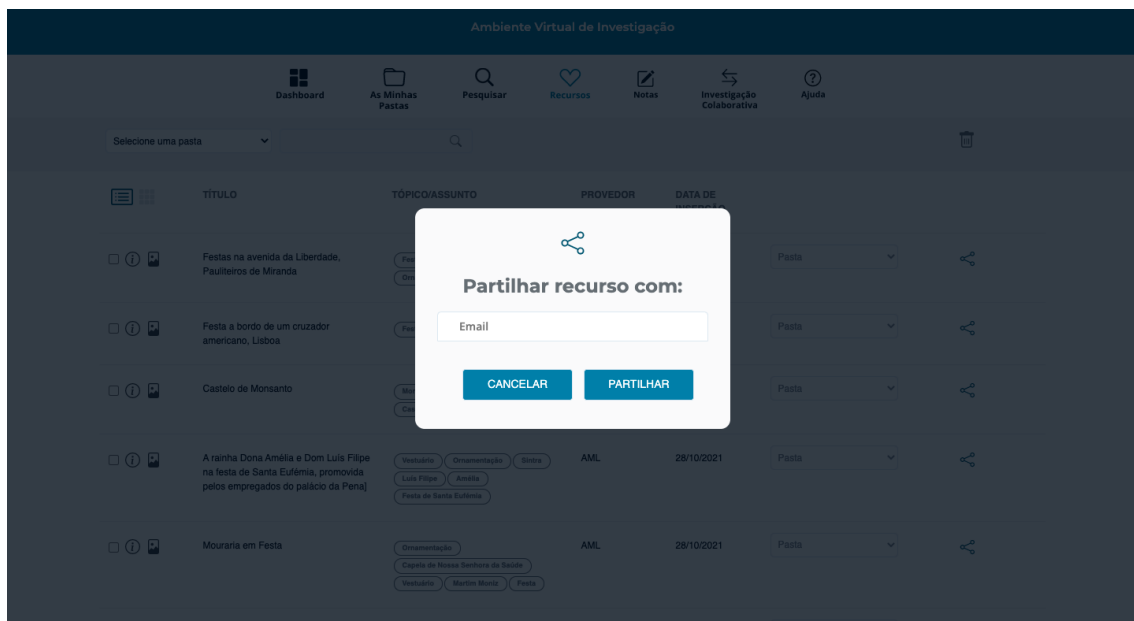 Ambiente Virtual de Investigação
Dashboard
As Minhas
Pastas
Pesquisar
Recursos
Notas
Investigação
Colaborativa
Ajuda
Selecione uma pasta
TÍTULO
TÓPICO/ASSUNTO
PROVEDOR
DATA DE
INSERÇÃO
Partilhar recurso com:
Email
CANCELAR
PARTILHAR
Festas na avenida da Liberdade,
Pauliteiros de Miranda
Pasta
Festa a bordo de um cruzador
americano, Lisboa
Pasta
Castelo de Monsanto
Pasta
A rainha Dona Amélia e Dom Luís Filipe
na festa de Santa Eufémia, promovida
pelos empregados do palácio da Pena]
Vestuário Ornamentação Sintra
Luís Filipe Amélia
Festa de Santa Eufémia
AML
28/10/2021
Pasta
Mouraria em Festa
Ornamentação
Capela de Nossa Senhora da Saúde
Vestuário Martim Moniz Festa
AML
28/10/2021
Pasta